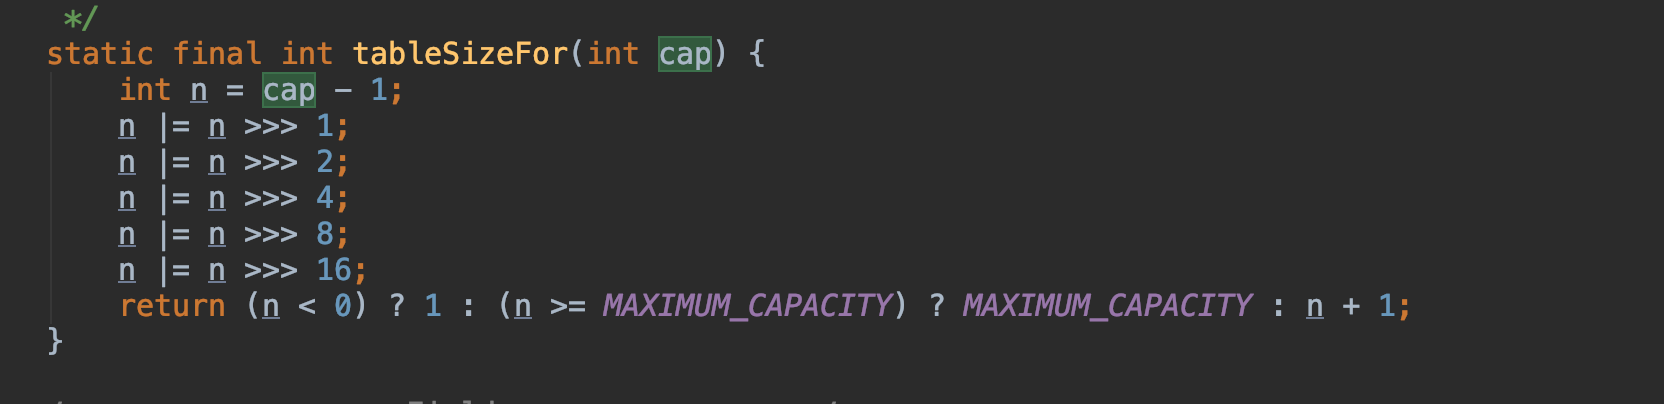 */
static final int tableSizeFor(int cap) {
int n = cap - 1;
n |= n >>> 1;
n |= n >>> 2;
n |= n >>> 4;
n |= n >>> 8;
n |= n >>> 16;
return (n < 0) ? 1 : (n >= MAXIMUM_CAPACITY) ? MAXIMUM_CAPACITY : n + 1;
}